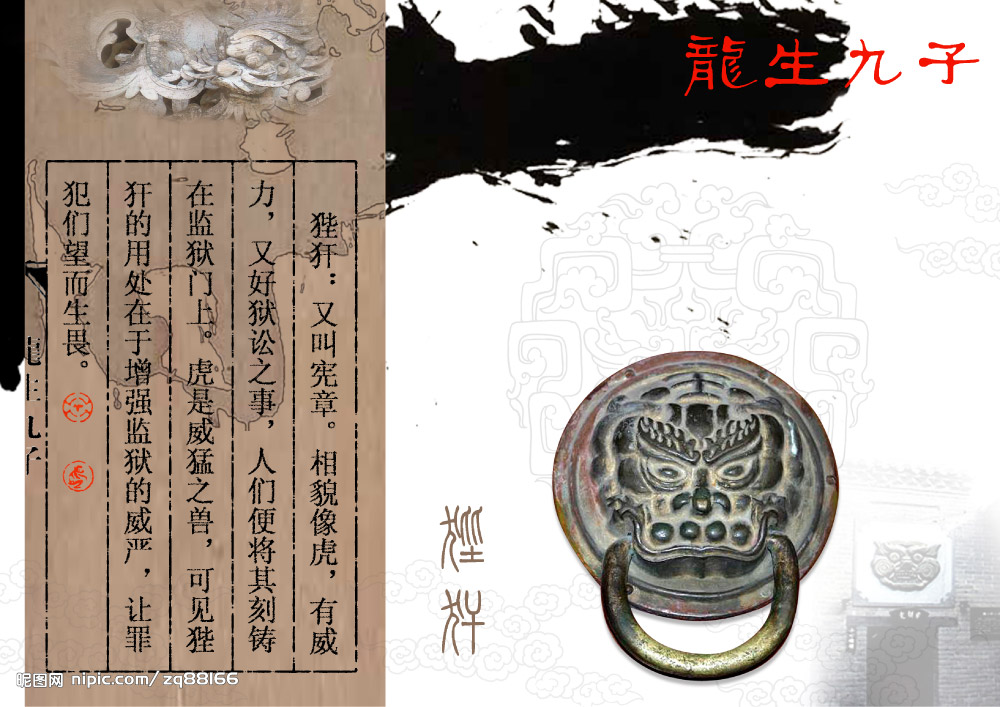 龍生九子
狴犴：又叫宪章。相貌像虎，有威
力，又好狱讼之事，人们便将其刻铸
在监狱门上。虎是威猛之兽，可见狴
犴的用处在于增强监狱的威严，让罪
犯们望而生畏。
龍生九子
狴犴
昵图网 nipic.com/zq88166